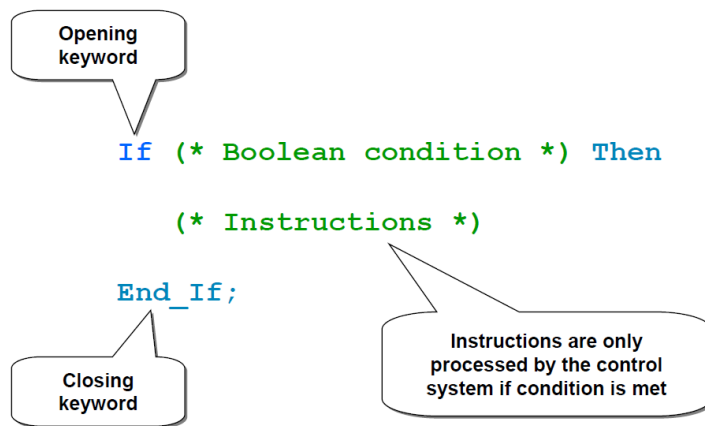 Opening
keyword
If (* Boolean condition *) Then
(* Instructions *)
End_If;
Instructions are only
processed by the control
system if condition is met
Closing
keyword